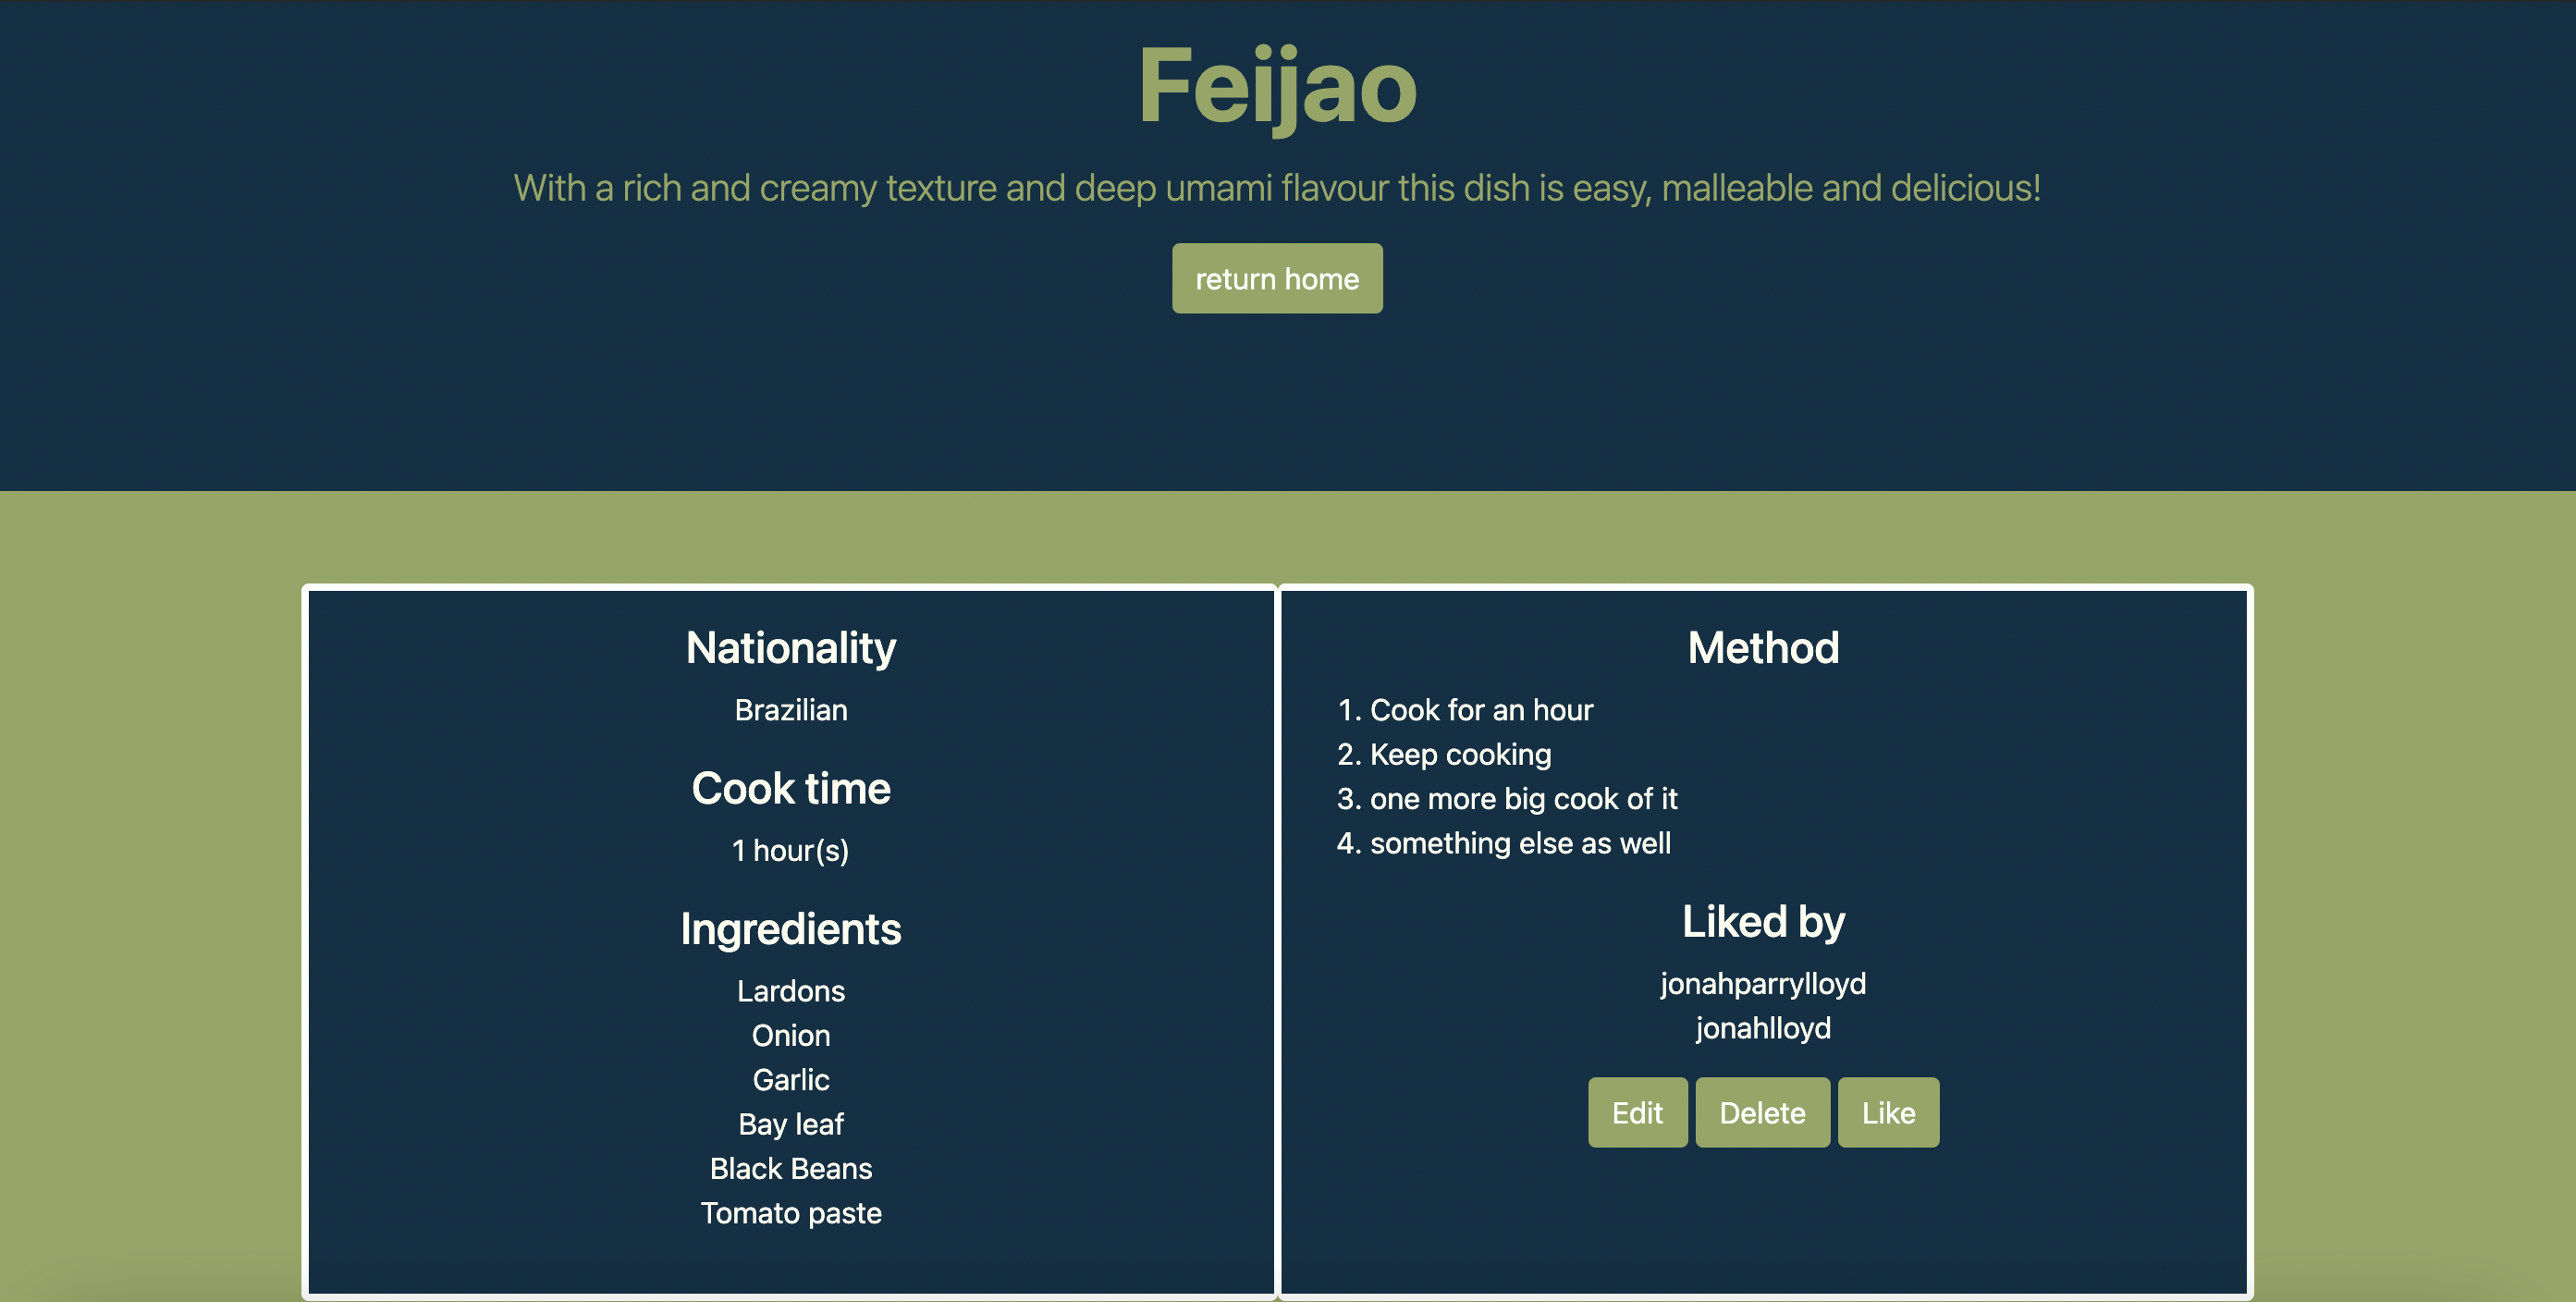 Feijao
With a rich and creamy texture and deep umami flavour this dish is easy, malleable and delicious!
return home
Nationality
Brazilian
Cook time
1 hour(s)
Ingredients
Lardons
Onion
Garlic
Bay leaf
Black Beans
Tomato paste
Method
1. Cook for an hour
2. Keep cooking
3. one more big cook of it
4. something else as well
Liked by
jonahparrylloyd
jonahlloyd
Edit Delete Like